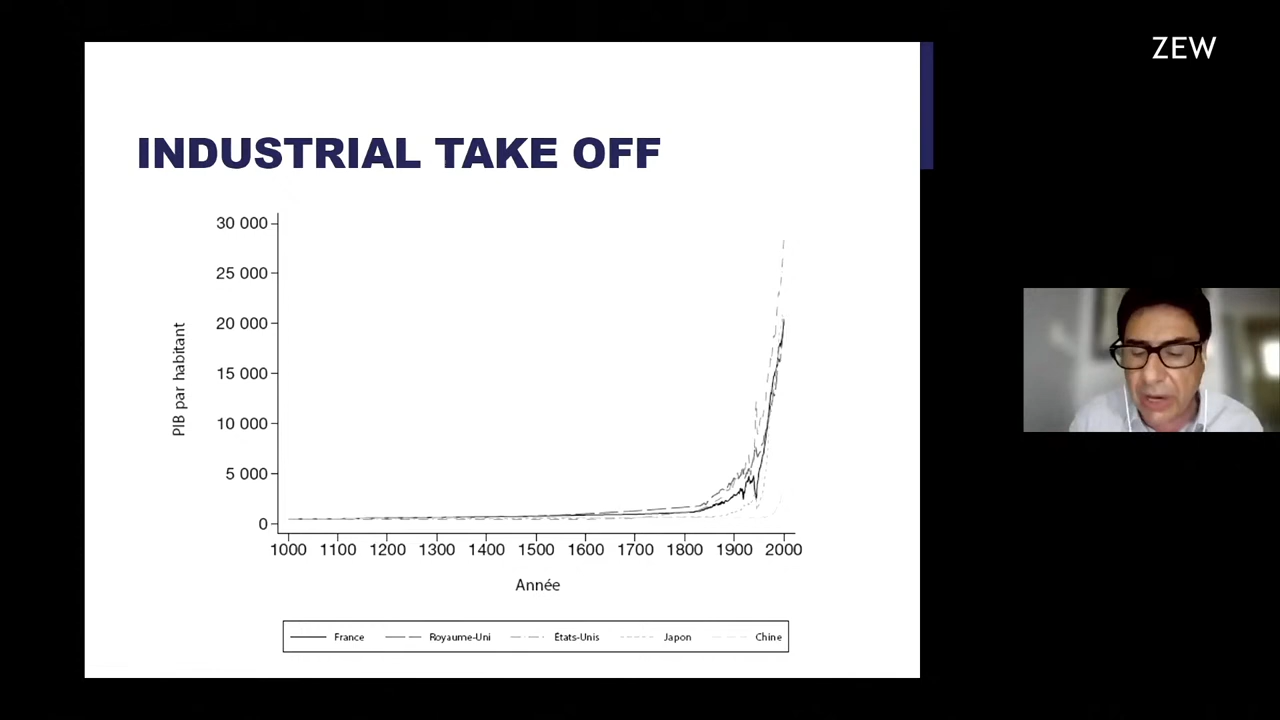 ZEW
INDUSTRIAL TAKE OFF
30 000
25 000
20 000
15 000
10 000
5 000
0
PIB par habitant
1000 1100 1200 1300 1400 1500 1600 1700 1800 1900 2000
Année
France Royaume-Uni États-Unis Japon Chine